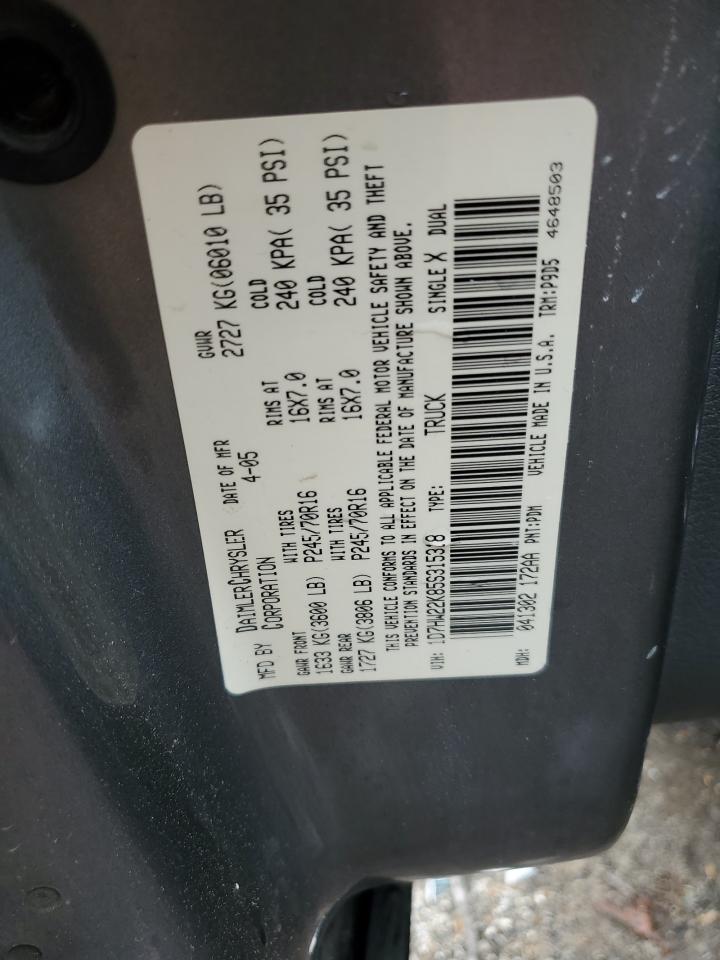 MFD BY DAIMLERCHRYSLER CORPORATION DATE OF MFR 4-05 GVWR 2727 KG(06010 LB)
GAWR FRONT WITH TIRES RIMS AT COLD
1633 KG(3600 LB) P245/70R16 16X7.0 240 KPA( 35 PSI)
GAWR REAR WITH TIRES RIMS AT COLD
1727 KG(3806 LB) P245/70R16 16X7.0 240 KPA( 35 PSI)
THIS VEHICLE CONFORMS TO ALL APPLICABLE FEDERAL MOTOR VEHICLE SAFETY AND THEFT
PREVENTION STANDARDS IN EFFECT ON THE DATE OF MANUFACTURE SHOWN ABOVE.
VIN: TYPE: TRUCK SINGLE X DUAL
MDH: 041302 172AA PNT:PDM VEHICLE MADE IN U.S.A. TRM:P9D5
4648503